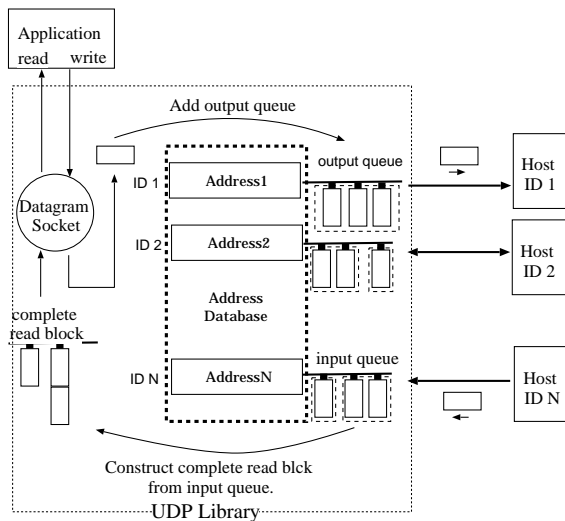 Application
read write
Add output queue
output queue
ID 1
Address1
Host
ID 1
Datagram
Socket
ID 2
Address2
Host
ID 2
Address
Database
complete
read block
input queue
ID N
AddressN
Host
ID N
Construct complete read blck
from input queue.
UDP Library